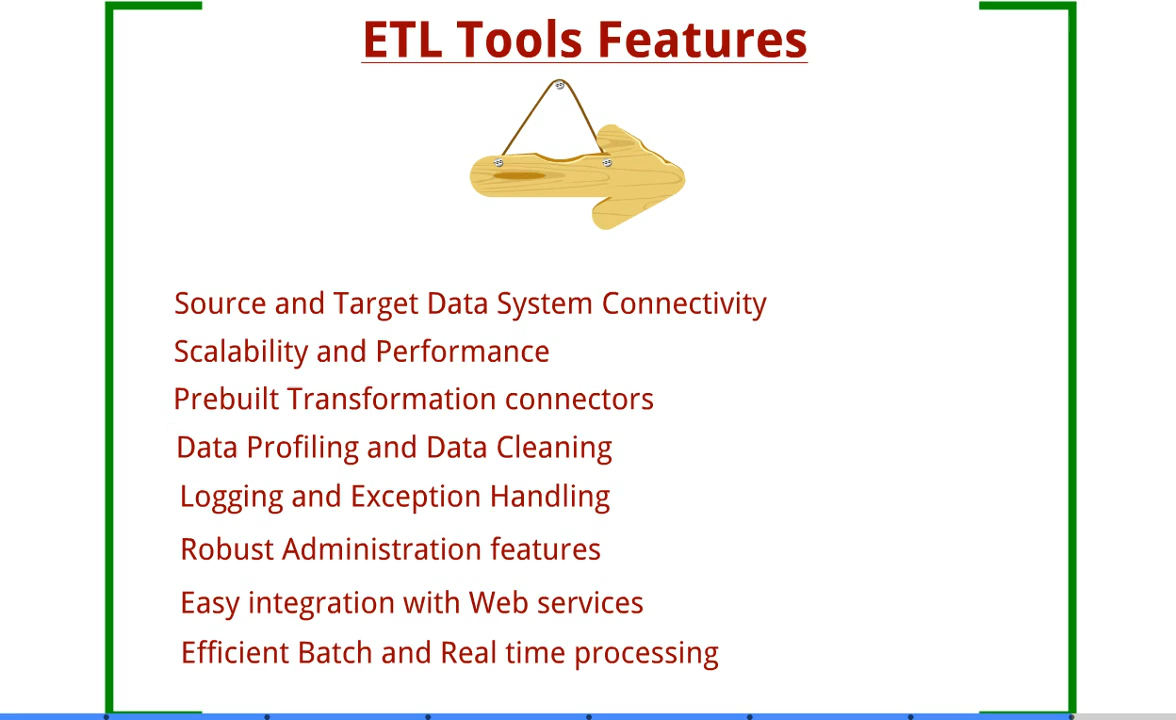 ETL Tools Features
Source and Target Data System Connectivity
Scalability and Performance
Prebuilt Transformation connectors
Data Profiling and Data Cleaning
Logging and Exception Handling
Robust Administration features
Easy integration with Web services
Efficient Batch and Real time processing